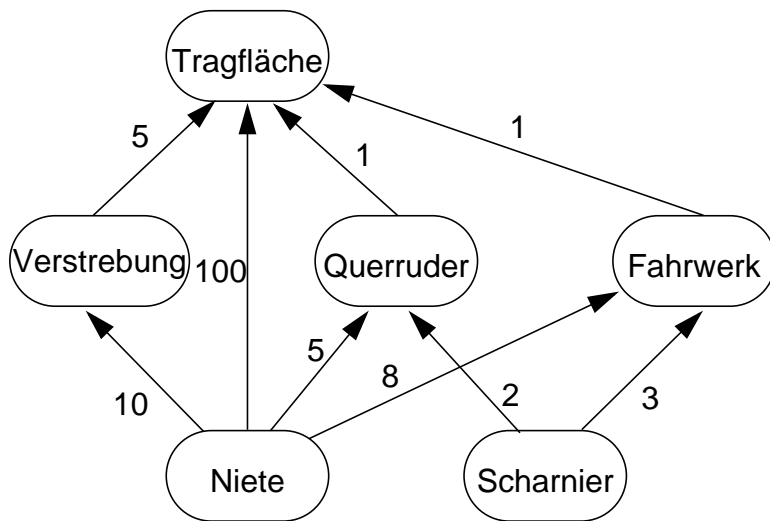 Tragfläche
5
1
1
Verstrebung
100
Querruder
Fahrwerk
10
5
8
2
3
Niete
Scharnier